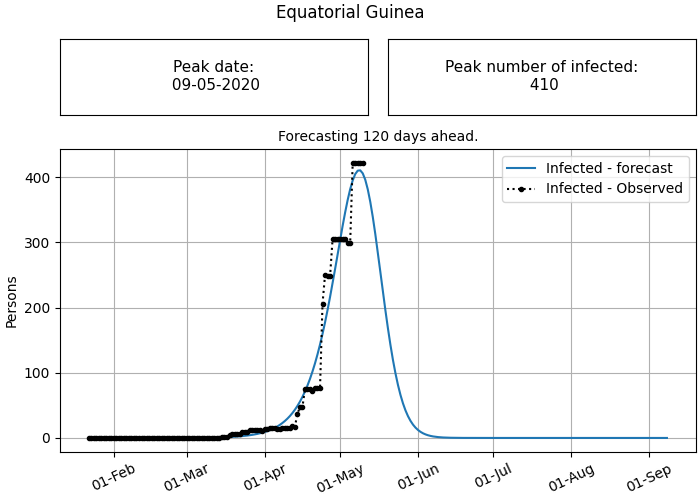 Equatorial Guinea
Peak date:
09-05-2020
Peak number of infected:
410
Forecasting 120 days ahead.
Infected - forecast
Infected - Observed
Persons
400
300
200
100
0
01-Feb
01-Mar
01-Apr
01-May
01-Jun
01-Jul
01-Aug
01-Sep